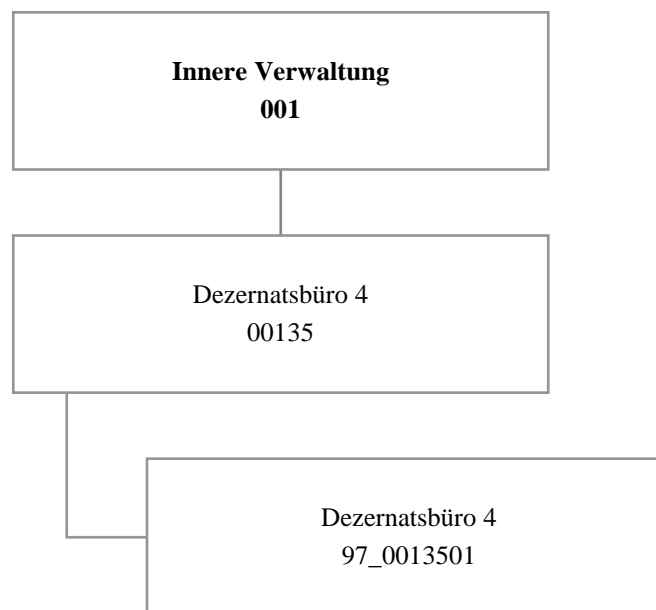 Innere Verwaltung
001
Dezernatsbüro 4
00135
Dezernatsbüro 4
97_0013501